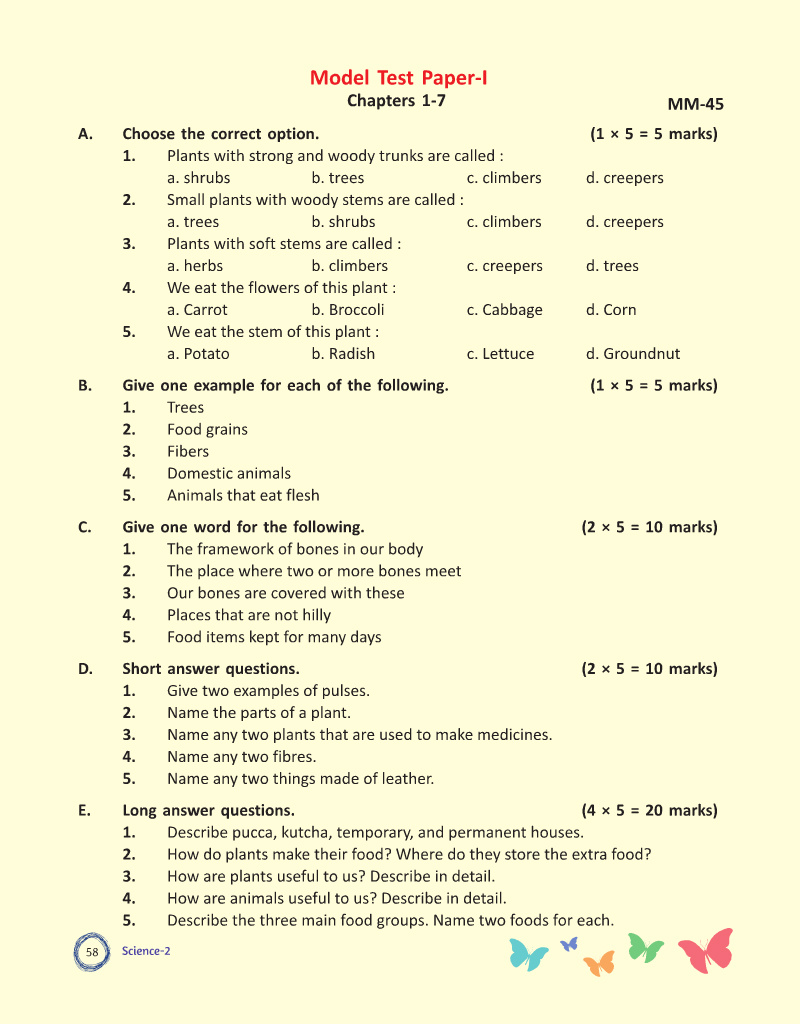 Model Test Paper-I
Chapters 1-7
MM-45
A. Choose the correct option. (1 × 5 = 5 marks)
1. Plants with strong and woody trunks are called :
a. shrubs b. trees c. climbers d. creepers
2. Small plants with woody stems are called :
a. trees b. shrubs c. climbers d. creepers
3. Plants with soft stems are called :
a. herbs b. climbers c. creepers d. trees
4. We eat the flowers of this plant :
a. Carrot b. Broccoli c. Cabbage d. Corn
5. We eat the stem of this plant :
a. Potato b. Radish c. Lettuce d. Groundnut
B. Give one example for each of the following. (1 × 5 = 5 marks)
1. Trees
2. Food grains
3. Fibers
4. Domestic animals
5. Animals that eat flesh
C. Give one word for the following. (2 × 5 = 10 marks)
1. The framework of bones in our body
2. The place where two or more bones meet
3. Our bones are covered with these
4. Places that are not hilly
5. Food items kept for many days
D. Short answer questions. (2 × 5 = 10 marks)
1. Give two examples of pulses.
2. Name the parts of a plant.
3. Name any two plants that are used to make medicines.
4. Name any two fibres.
5. Name any two things made of leather.
E. Long answer questions. (4 × 5 = 20 marks)
1. Describe pucca, kutcha, temporary, and permanent houses.
2. How do plants make their food? Where do they store the extra food?
3. How are plants useful to us? Describe in detail.
4. How are animals useful to us? Describe in detail.
5. Describe the three main food groups. Name two foods for each.
58 Science-2